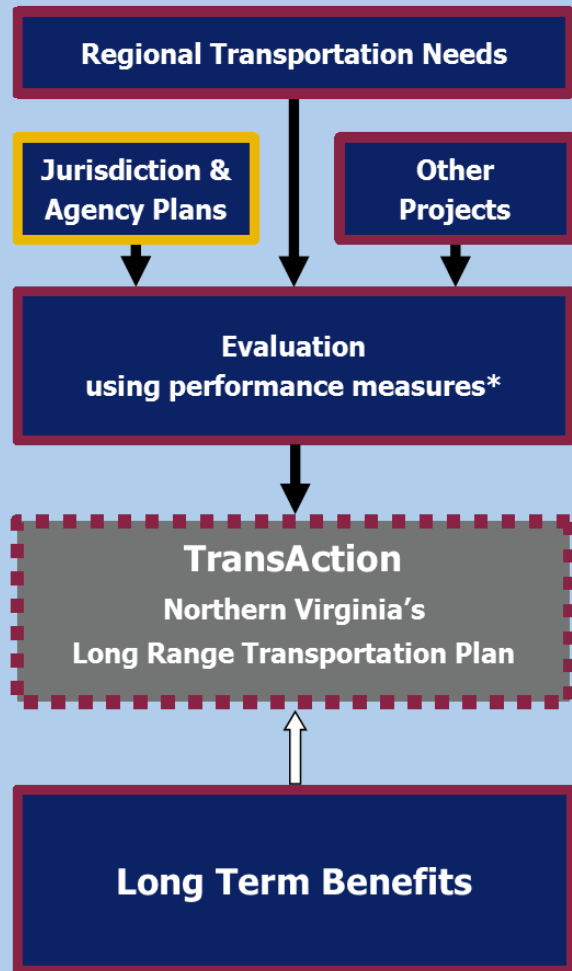 Regional Transportation Needs
Jurisdiction &
Agency Plans
Other
Projects
Evaluation
using performance measures*
TransAction
Northern Virginia’s
Long Range Transportation Plan
Long Term Benefits